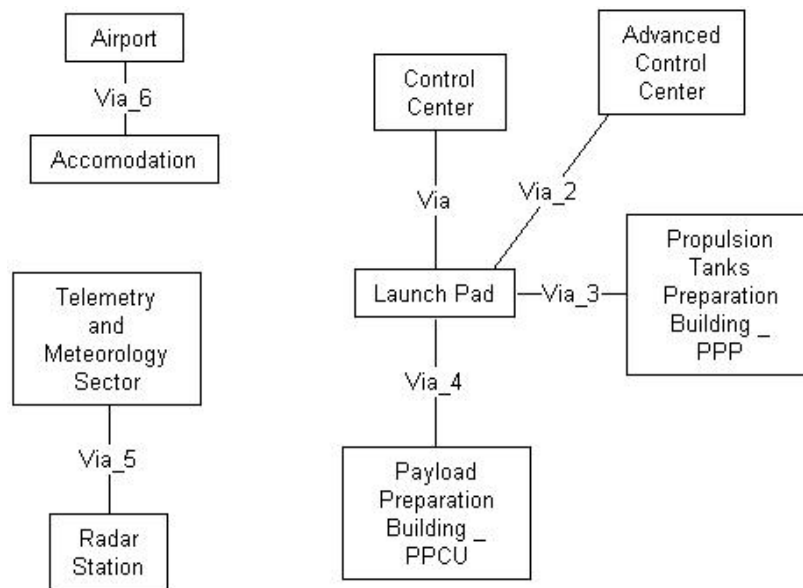 Airport
Via_6
Accomodation
Control
Center
Advanced
Control
Center
Via
Via_2
Launch Pad
Via_3
Propulsion
Tanks
Preparation
Building _
PPP
Via_4
Payload
Preparation
Building _
PPCU
Telemetry
and
Meteorology
Sector
Via_5
Radar
Station